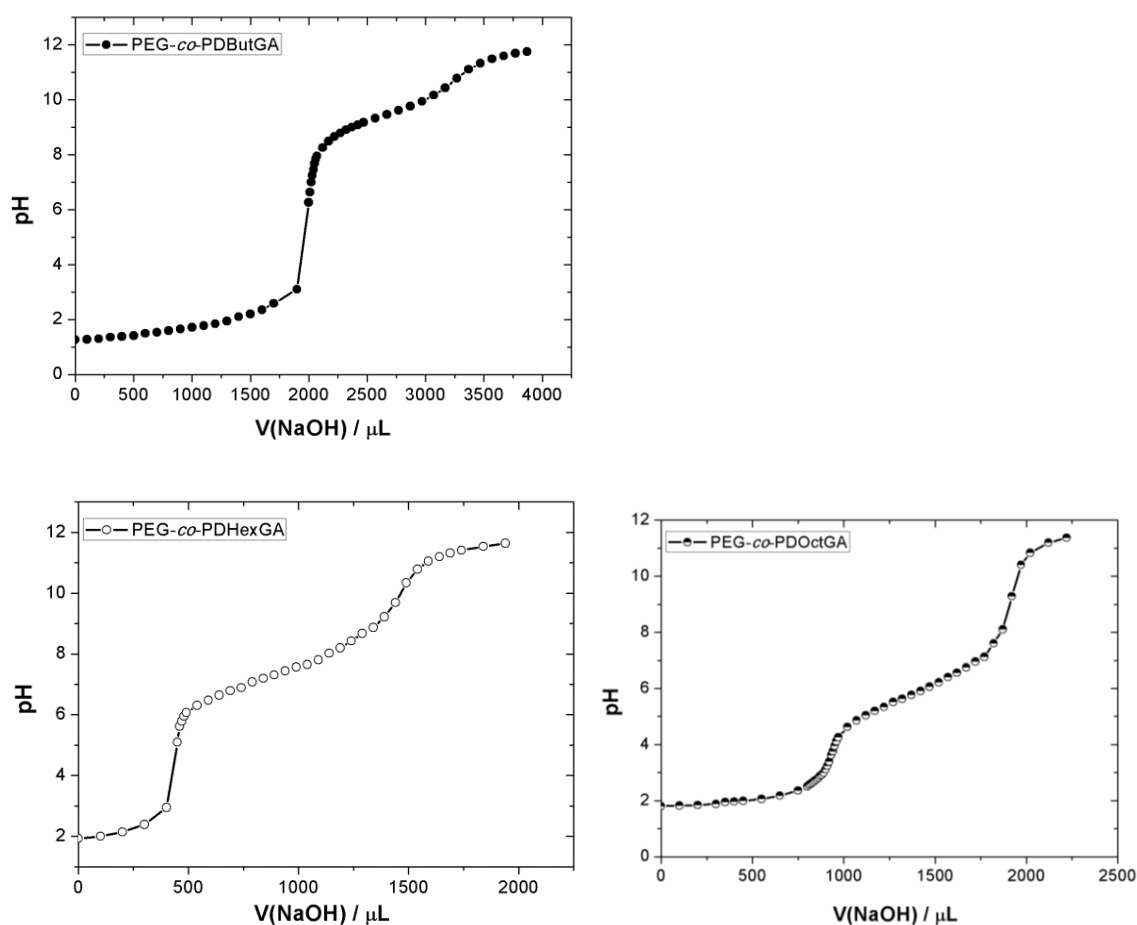 PEG-co-PDButGA
12
10
8
6
4
2
0
pH
0 500 1000 1500 2000 2500 3000 3500 4000
V(NaOH) / μL
PEG-co-PDHexGA
12
10
8
6
4
2
pH
0 500 1000 1500 2000
V(NaOH) / μL
PEG-co-PDOctGA
12
10
8
6
4
2
0
pH
0 500 1000 1500 2000 2500
V(NaOH) / μL